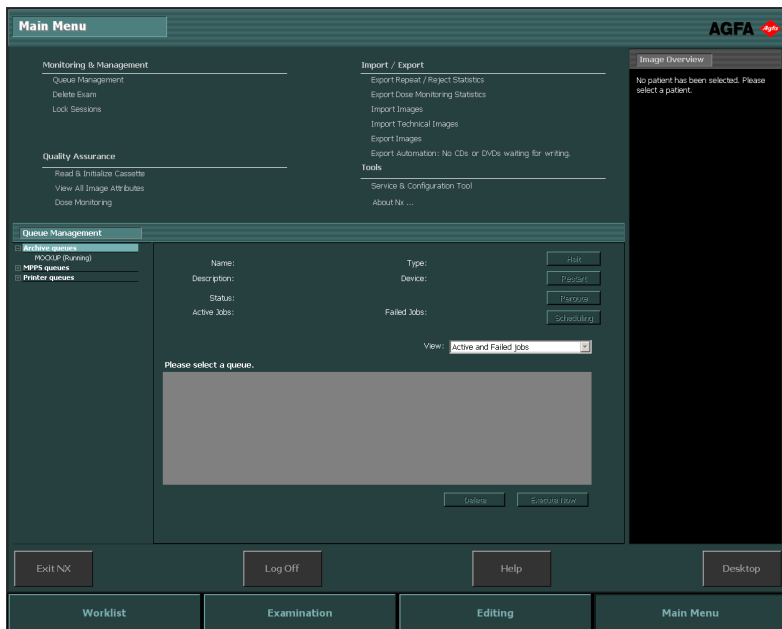 Main Menu
AGFA
Agfa
Monitoring & Management
Queue Management
Delete Exam
Lock Sessions
Quality Assurance
Read & Initialize Cassette
View All Image Attributes
Dose Monitoring
Import / Export
Export Repeat / Reject Statistics
Export Dose Monitoring Statistics
Import Images
Import Technical Images
Export Images
Export Automation: No CDs or DVDs waiting for writing.
Tools
Service & Configuration Tool
About Nx ...
Image Overview
No patient has been selected. Please
select a patient.
Queue Management
Archive queues
MOCKUP (Running)
MPPS queues
Printer queues
Name:
Type:
Halt
Description:
Device:
Restart
Status:
Reroute
Active Jobs:
Failed Jobs:
Scheduling
View:
Active and Failed jobs
Please select a queue.
Delete
Execute Now
Exit NX
Log Off
Help
Desktop
Worklist
Examination
Editing
Main Menu